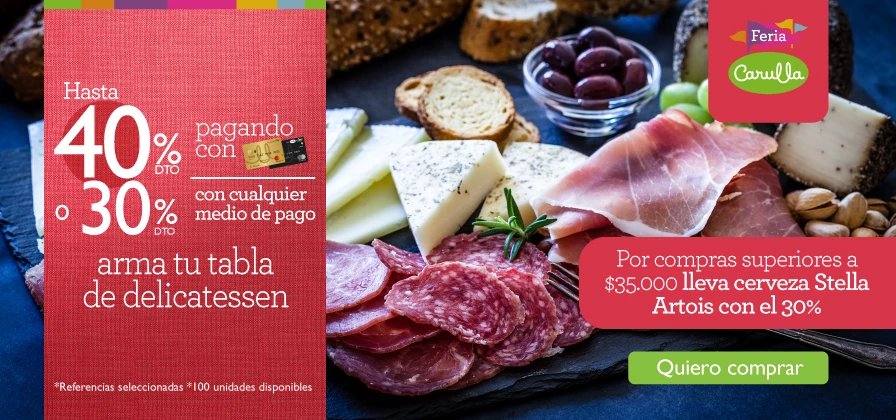 Hasta
40% DTO
pagando
con
o 30% DTO
con cualquier
medio de pago
arma tu tabla
de delicatessen
*Referencias seleccionadas *100 unidades disponibles
Feria
Carulla
Por compras superiores a
$35.000 lleva cerveza Stella
Artois con el 30%
Quiero comprar